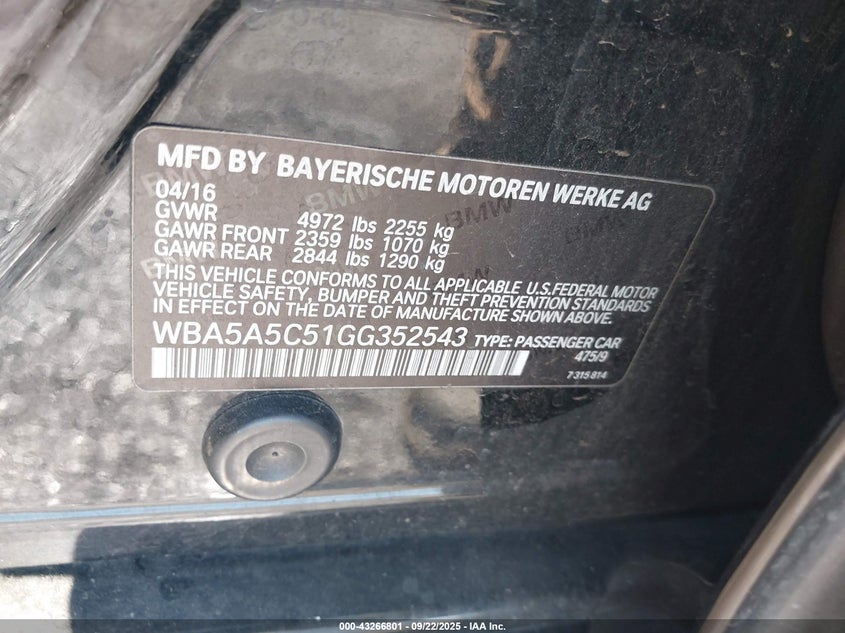 MFD BY BAYERISCHE MOTOREN WERKE AG
04/16
GVWR 4972 lbs 2255 kg
GAWR FRONT 2359 lbs 1070 kg
GAWR REAR 2844 lbs 1290 kg
THIS VEHICLE CONFORMS TO ALL APPLICABLE U.S.FEDERAL MOTOR
VEHICLE SAFETY, BUMPER AND THEFT PREVENTION STANDARDS
IN EFFECT ON THE DATE OF MANUFACTURE SHOWN ABOVE.
WBA5A5C51GG352543 TYPE: PASSENGER CAR
475/9
7315814
000-43266801 - 09/22/2025 - IAA Inc.